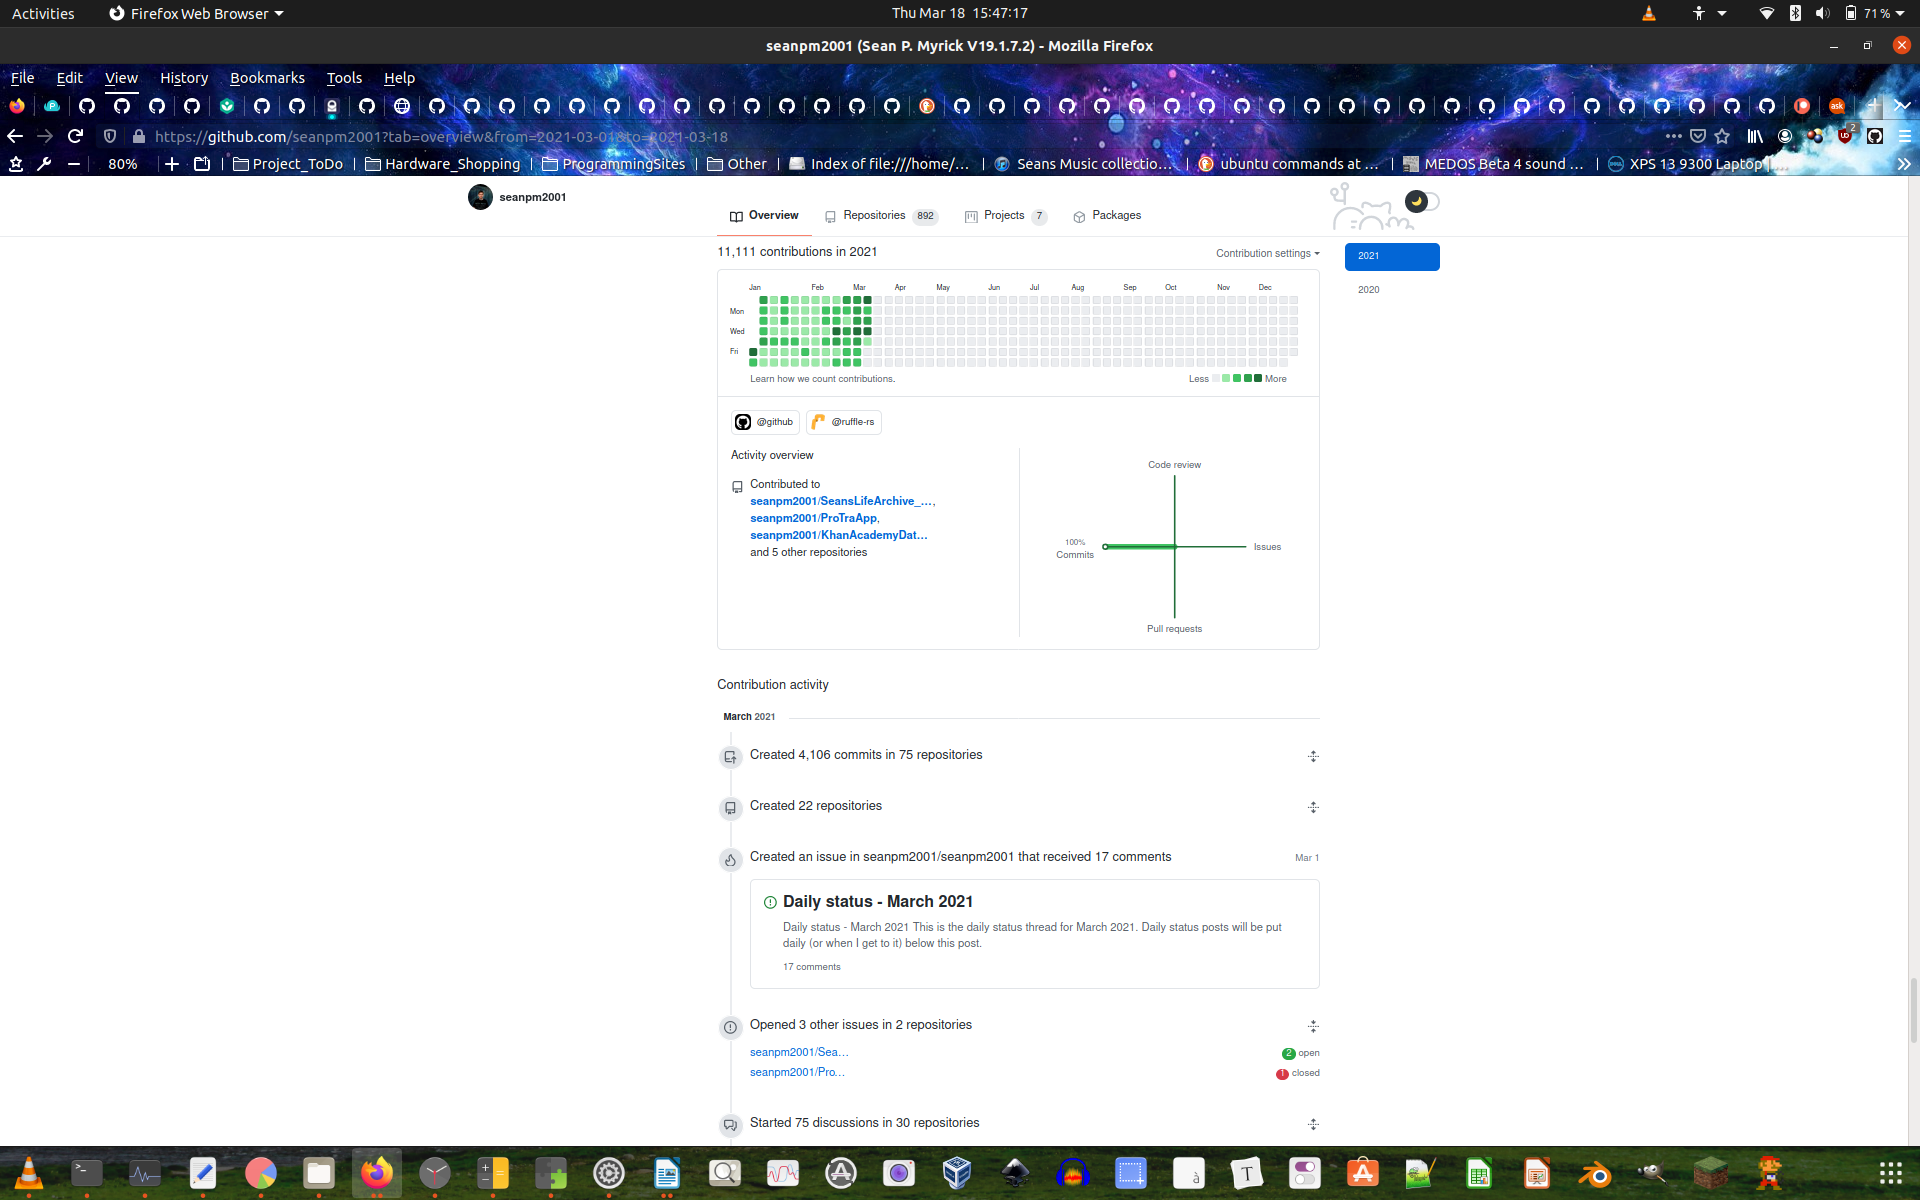 Activities
Firefox Web Browser
Thu Mar 18 15:47:17
71 %
seanpm2001 (Sean P. Myrick V19.1.7.2) - Mozilla Firefox
File Edit View History Bookmarks Tools Help
https://github.com/seanpm2001?tab=overview&from=2021-03-01&to=2021-03-18
2
80%
Project_ToDo
Hardware_Shopping
ProgrammingSites
Other
Index of file:///home/...
Seans Music collectio...
ubuntu commands at ...
MEDOS Beta 4 sound ...
XPS 13 9300 Laptop
seanpm2001
Overview
Repositories 892
Projects 7
Packages
11,111 contributions in 2021
Contribution settings
2021
2020
Jan Feb Mar Apr May Jun Jul Aug Sep Oct Nov Dec
Mon
Wed
Fri
Learn how we count contributions.
Less
More
@github
@ruffle-rs
Activity overview
Contributed to
seanpm2001/SeansLifeArchive_...,
seanpm2001/ProTraApp,
seanpm2001/KhanAcademyDat...
and 5 other repositories
Code review
100%
Commits
Issues
Pull requests
Contribution activity
March 2021
Created 4,106 commits in 75 repositories
Created 22 repositories
Created an issue in seanpm2001/seanpm2001 that received 17 comments
Mar 1
Daily status - March 2021
Daily status - March 2021 This is the daily status thread for March 2021. Daily status posts will be put
daily (or when I get to it) below this post.
17 comments
Opened 3 other issues in 2 repositories
seanpm2001/Sea...
2 open
seanpm2001/Pro...
1 closed
Started 75 discussions in 30 repositories